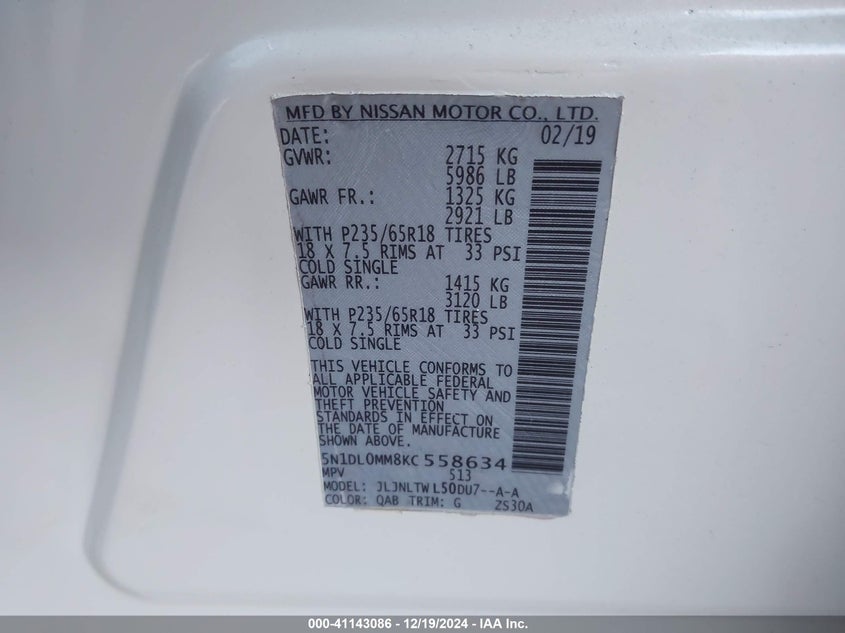 MFD BY NISSAN MOTOR CO., LTD.
DATE: 02/19
GVWR: 2715 KG
5986 LB
GAWR FR.: 1325 KG
2921 LB
WITH P235/65R18 TIRES
18 X 7.5 RIMS AT 33 PSI
COLD SINGLE
GAWR RR.: 1415 KG
3120 LB
WITH P235/65R18 TIRES
18 X 7.5 RIMS AT 33 PSI
COLD SINGLE
THIS VEHICLE CONFORMS TO
ALL APPLICABLE FEDERAL
MOTOR VEHICLE SAFETY AND
THEFT PREVENTION
STANDARDS IN EFFECT ON
THE DATE OF MANUFACTURE
SHOWN ABOVE.
5N1DL0MM8KC558634
MPV 513
MODEL: JLJNLTWL50DU7--A-A
COLOR: QAB TRIM: G ZS30A
000-41143086 - 12/19/2024 - IAA Inc.